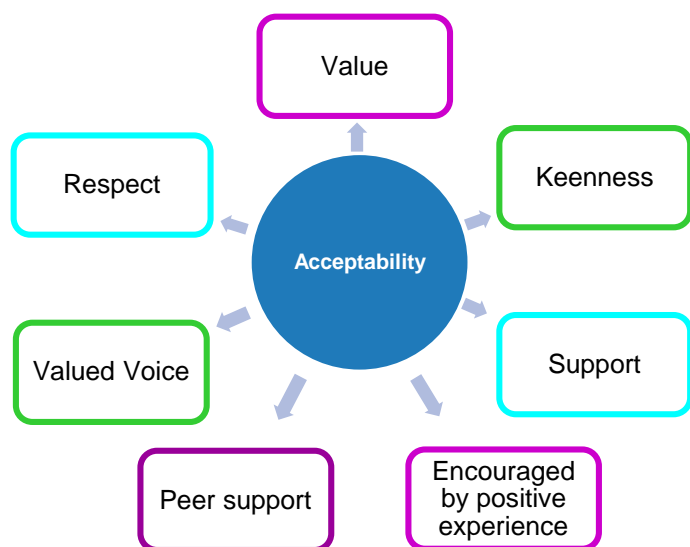 Value
Respect
Keenness
Acceptability
Valued Voice
Support
Peer support
Encouraged
by positive
experience